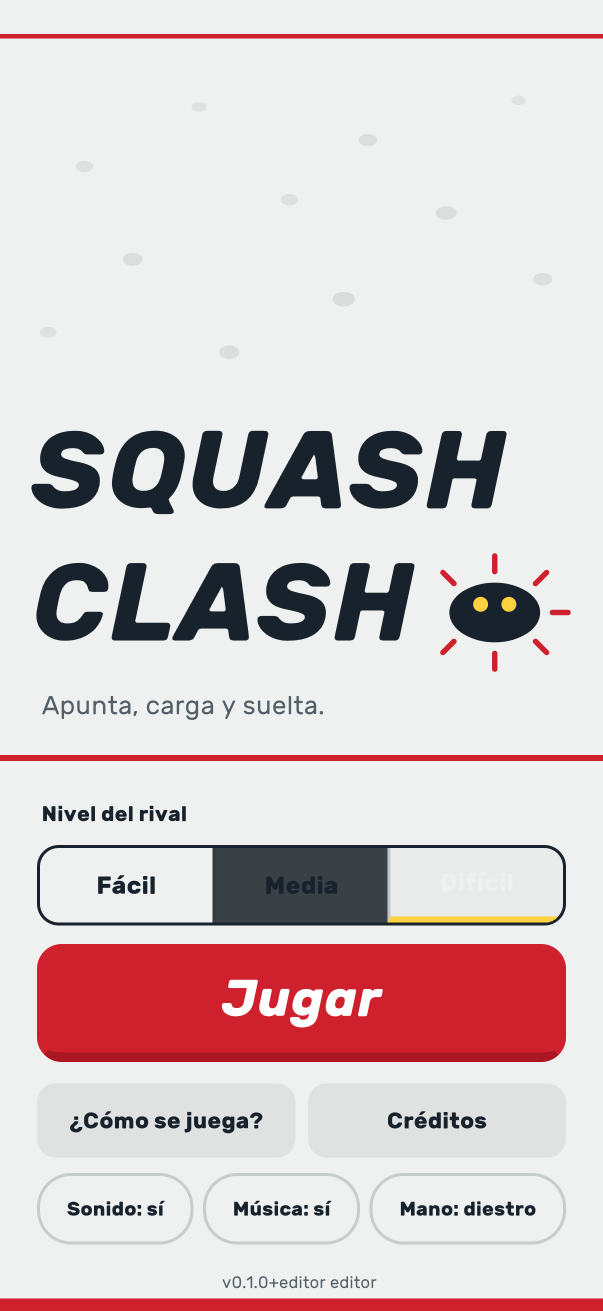 SQUASH
CLASH
Apunta, carga y suelta.
Nivel del rival
Fácil
Media
Difícil
Jugar
¿Cómo se juega?
Créditos
Sonido: sí
Música: sí
Mano: diestro
v0.1.0+editor editor